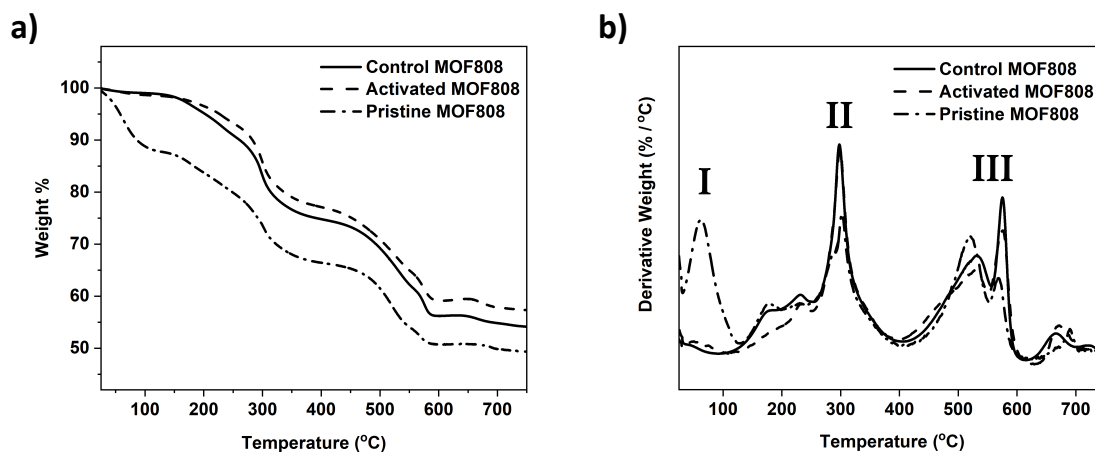 a)
Control MOF808
Activated MOF808
Pristine MOF808
100
90
80
70
60
50
Weight %
100 200 300 400 500 600 700
Temperature (°C)
b)
Control MOF808
Activated MOF808
Pristine MOF808
I
II
III
Derivative Weight (% / °C)
100 200 300 400 500 600 700
Temperature (°C)